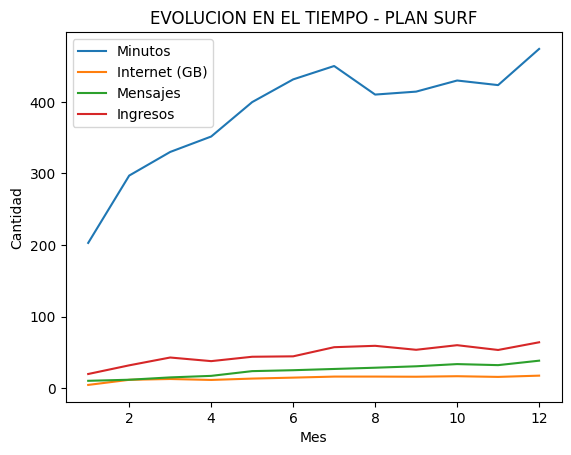 EVOLUCION EN EL TIEMPO - PLAN SURF
Minutos
Internet (GB)
Mensajes
Ingresos
Cantidad
400
300
200
100
0
2 4 6 8 10 12
Mes